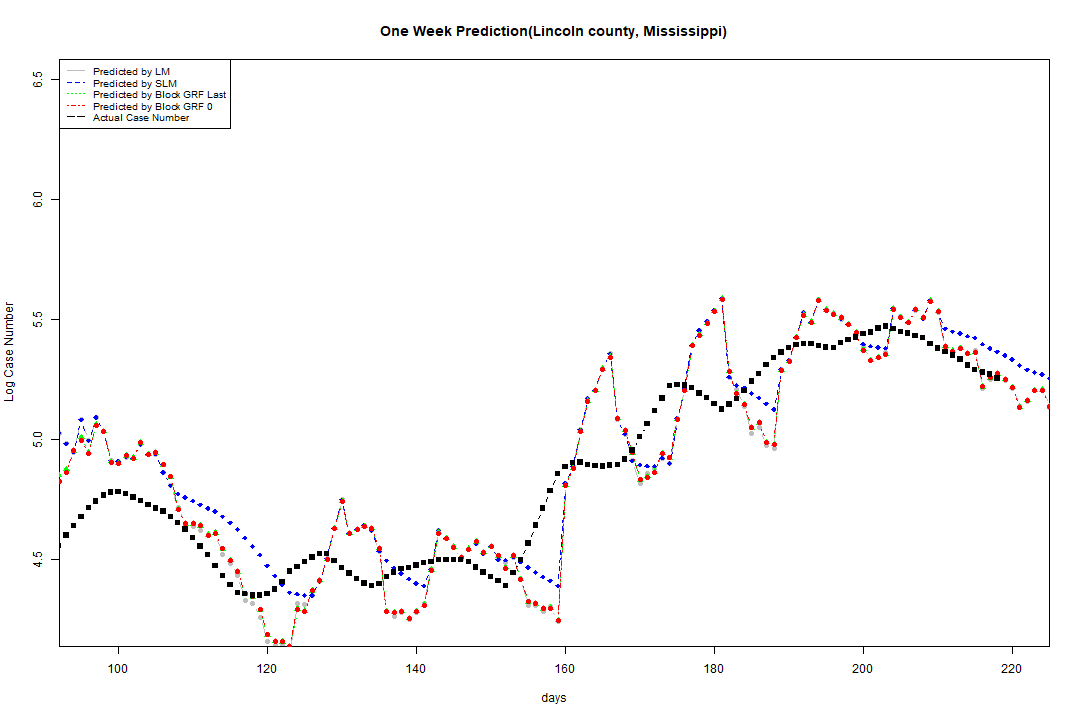 One Week Prediction(Lincoln county, Mississippi)
Predicted by LM
Predicted by SLM
Predicted by Block GRF Last
Predicted by Block GRF 0
Actual Case Number
6.5
6.0
5.5
5.0
4.5
Log Case Number
100 120 140 160 180 200 220
days